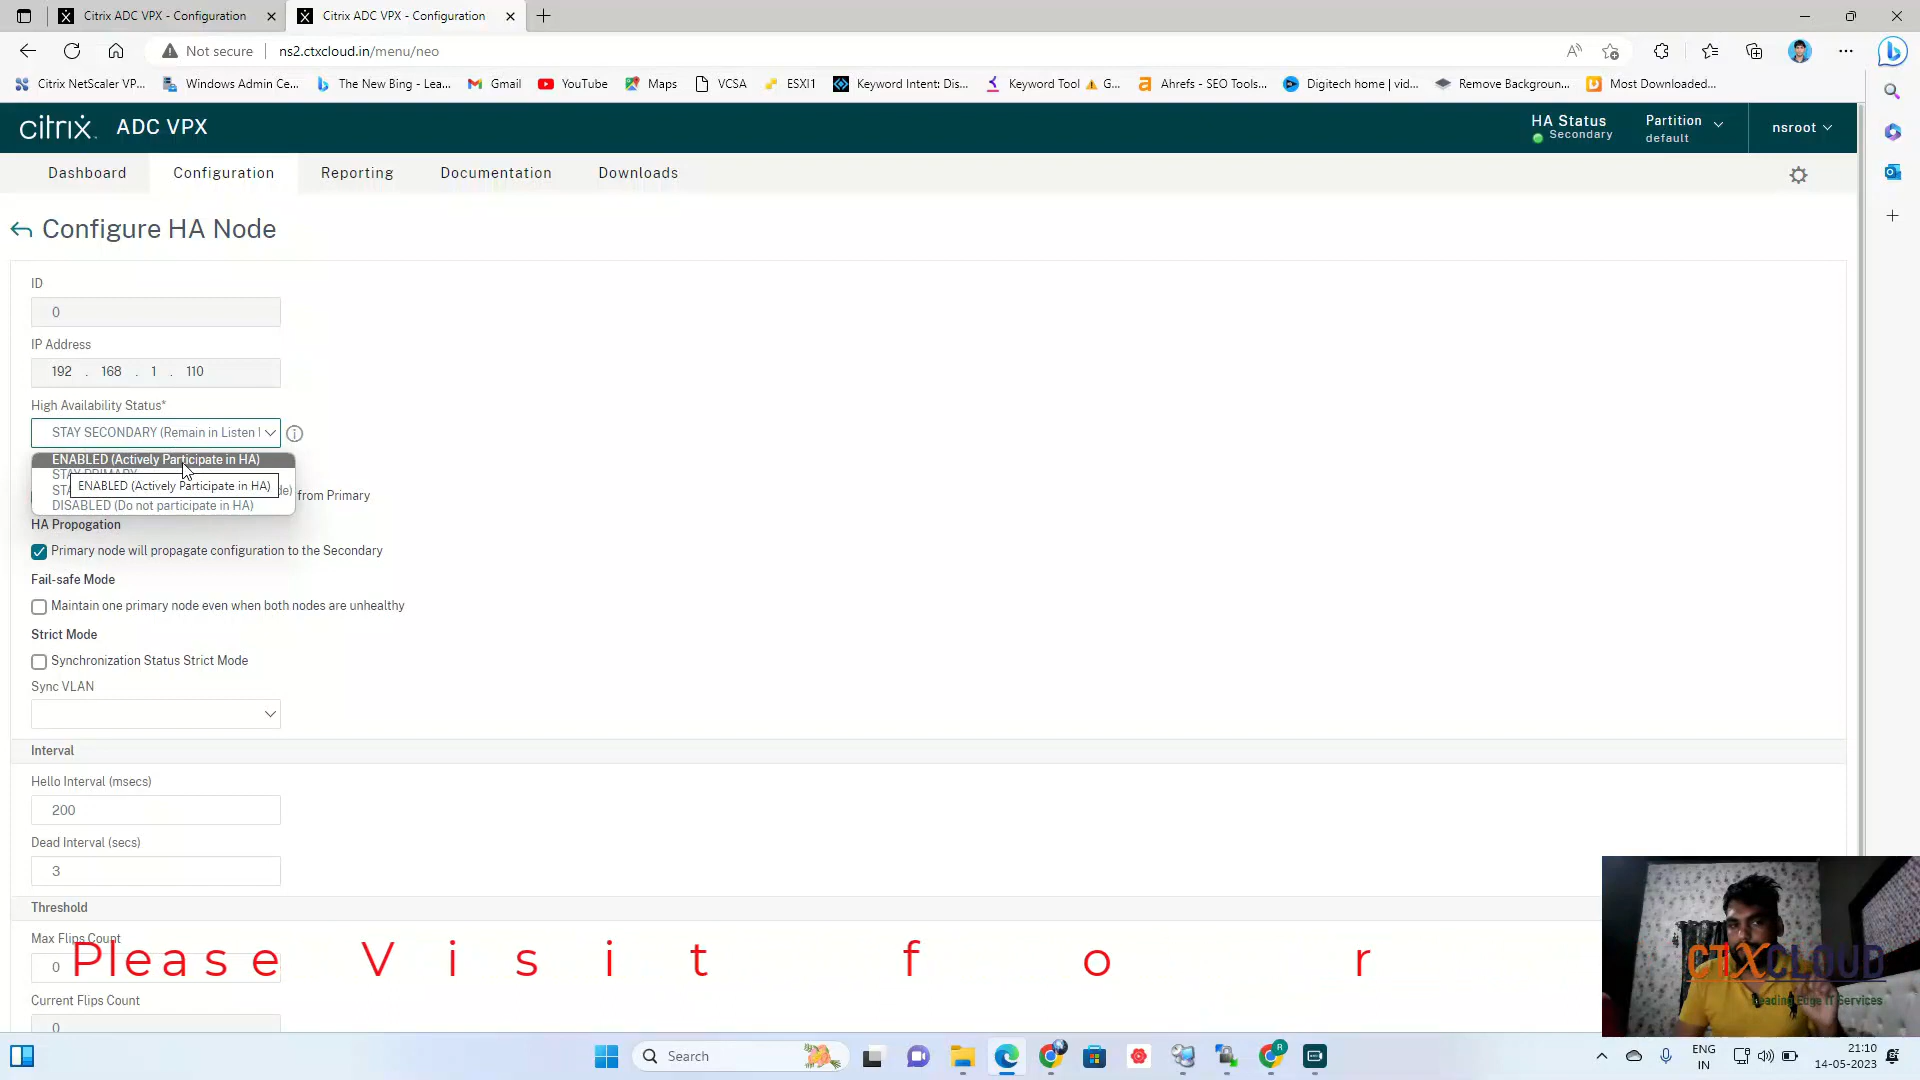 Citrix ADC VPX - Configuration
Citrix ADC VPX - Configuration
Not secure
ns2.ctxcloud.in/menu/neo
Citrix NetScaler VP...
Windows Admin Ce...
The New Bing - Lea...
Gmail
YouTube
Maps
VCSA
ESXI1
Keyword Intent: Dis...
Keyword Tool ⚠ G...
Ahrefs - SEO Tools...
Digitech home | vid...
Remove Backgroun...
Most Downloaded...
citrix ADC VPX
HA Status
Secondary
Partition
default
nsroot
Dashboard
Configuration
Reporting
Documentation
Downloads
Configure HA Node
ID
0
IP Address
192 . 168 . 1 . 110
High Availability Status*
STAY SECONDARY (Remain in Listen
ENABLED (Actively Participate in HA)
STAY PRIMARY
ENABLED (Actively Participate in HA)
from Primary
DISABLED (Do not participate in HA)
HA Propogation
Primary node will propagate configuration to the Secondary
Fail-safe Mode
Maintain one primary node even when both nodes are unhealthy
Strict Mode
Synchronization Status Strict Mode
Sync VLAN
Interval
Hello Interval (msecs)
200
Dead Interval (secs)
3
Threshold
Max Flips Count
0
Please Visit for
Current Flips Count
0
CTXCLOUD
Leading Edge IT Services
Search
ENG
IN
21:10
14-05-2023